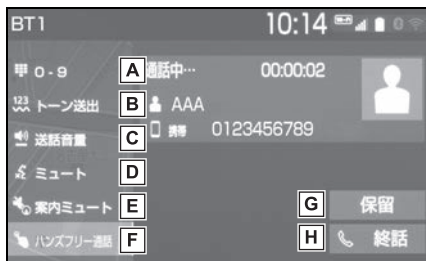 BT1 10:14
0-9
A 通話中… 00:00:02
123 トーン送出
B AAA
C 携帯 0123456789
送話音量
D ミュート
E 案内ミュート
G 保留
F ハンズフリー通話
H 終話